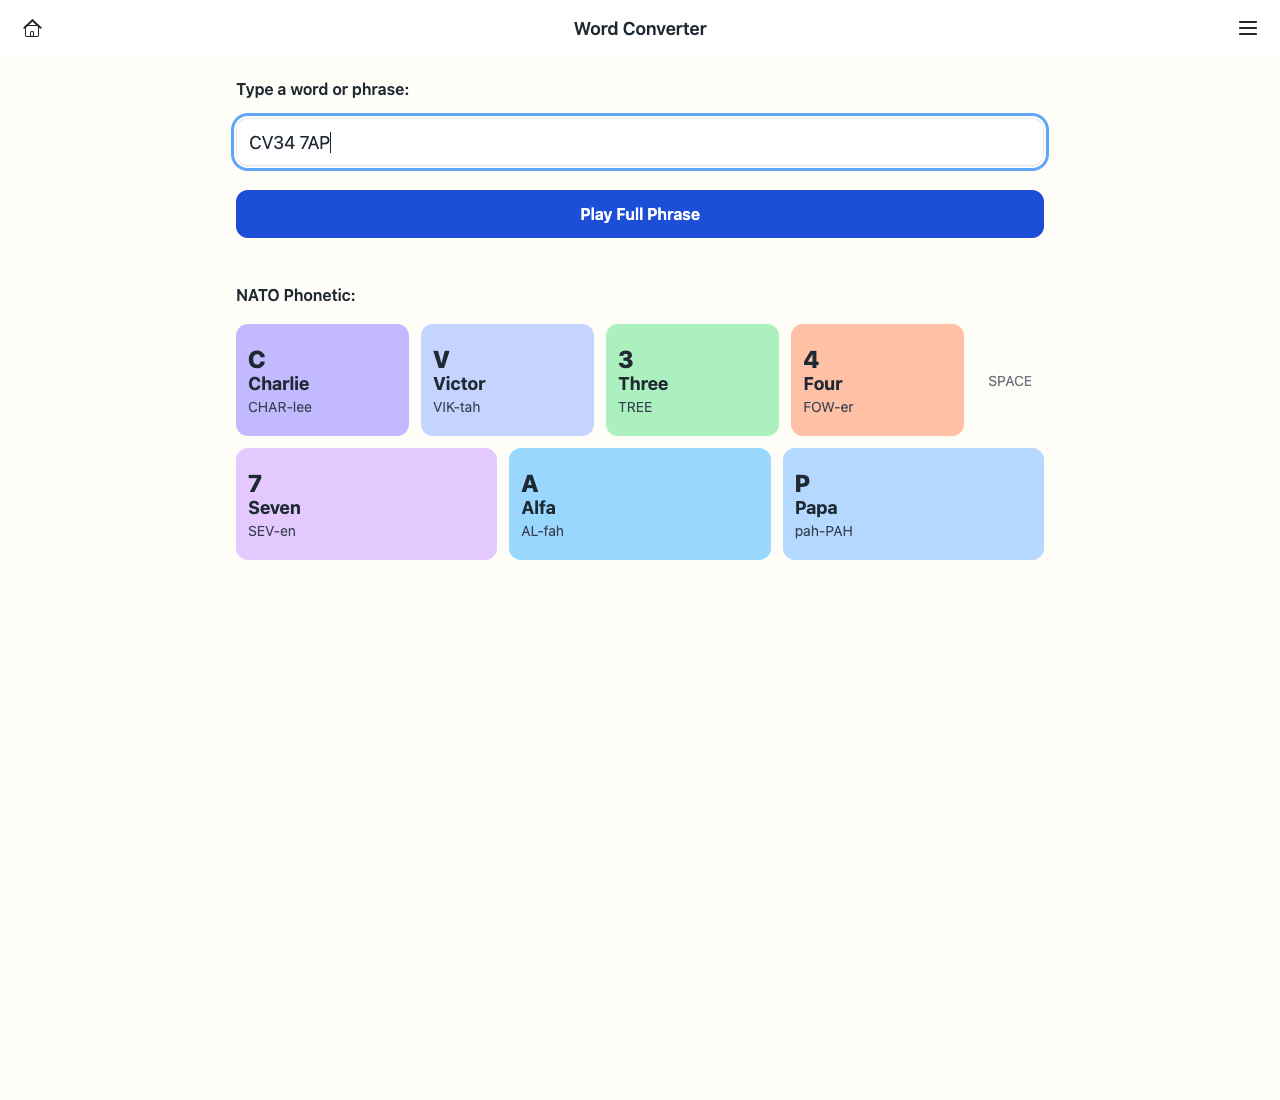 Word Converter
Type a word or phrase:
CV34 7AP
Play Full Phrase
NATO Phonetic:
C
Charlie
CHAR-lee
V
Victor
VIK-tah
3
Three
TREE
4
Four
FOW-er
SPACE
7
Seven
SEV-en
A
Alfa
AL-fah
P
Papa
pah-PAH